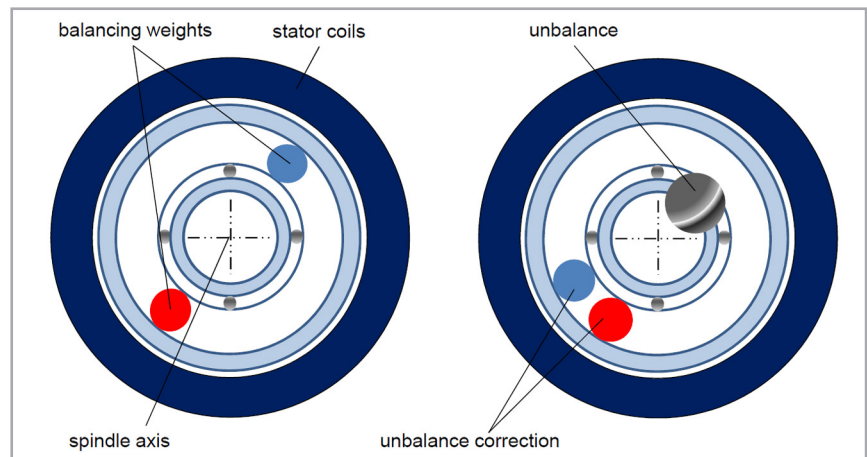 balancing weights
stator coils
unbalance
spindle axis
unbalance correction